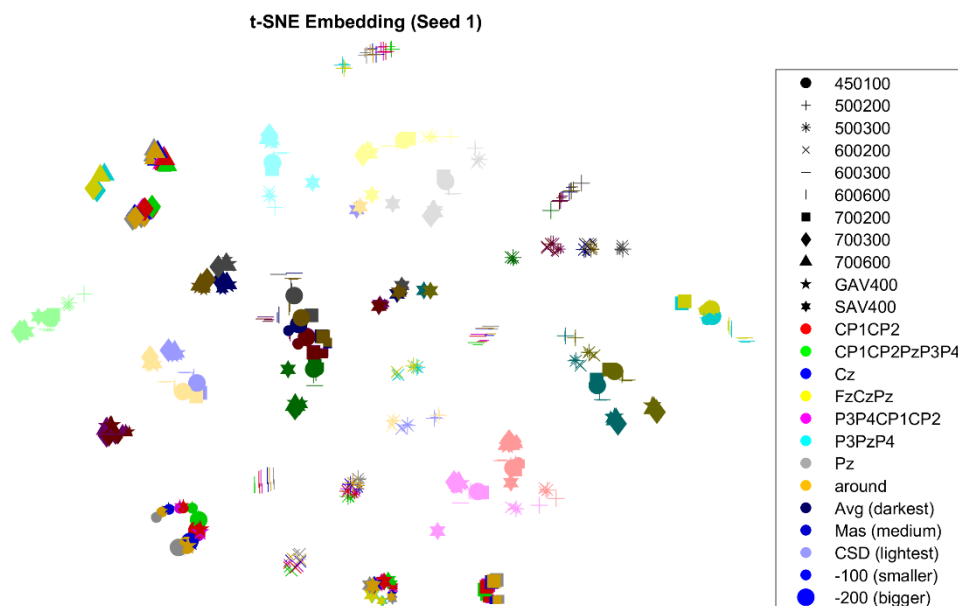 t-SNE Embedding (Seed 1)
450100
500200
500300
600200
600300
600600
700200
700300
700600
GAV400
SAV400
CP1CP2
CP1CP2PzP3P4
Cz
FzCzPz
P3P4CP1CP2
P3PzP4
Pz
around
Avg (darkest)
Mas (medium)
CSD (lightest)
-100 (smaller)
-200 (bigger)